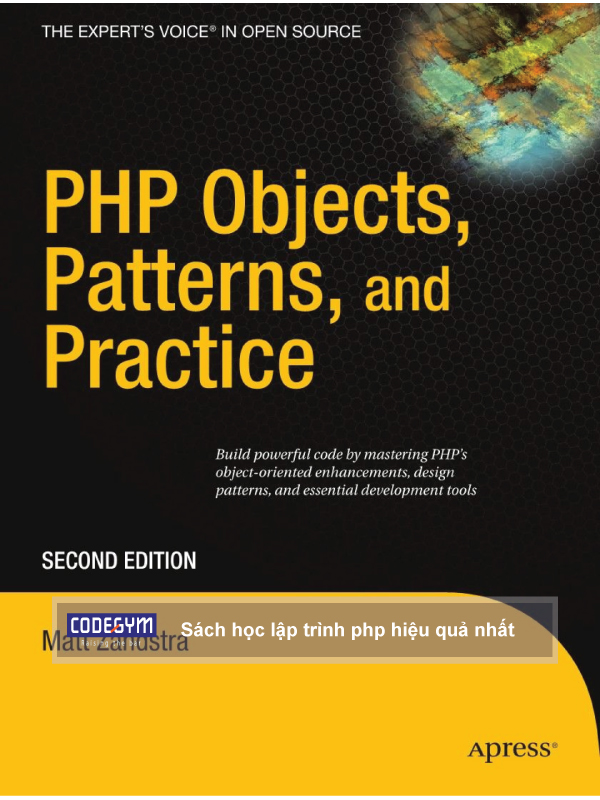 THE EXPERT'S VOICE® IN OPEN SOURCE
PHP Objects,
Patterns, and
Practice
Build powerful code by mastering PHP's
object-oriented enhancements, design
patterns, and essential development tools
SECOND EDITION
CODEGYM
Sách học lập trình php hiệu quả nhất
Matt Zandstra
Apress®